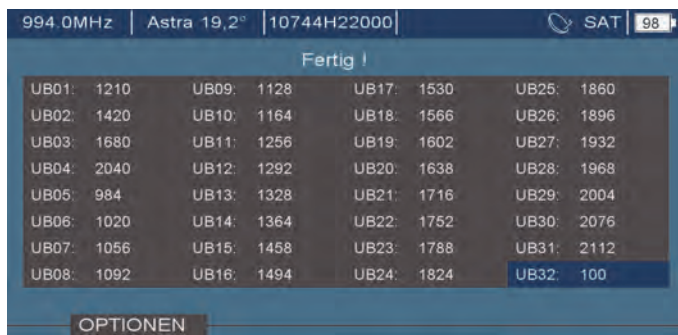 994.0MHz Astra 19,2° 10744H22000 SAT 98
Fertig !
UB01: 1210 UB09: 1128 UB17: 1530 UB25: 1860
UB02: 1420 UB10: 1164 UB18: 1566 UB26: 1896
UB03: 1680 UB11: 1256 UB19: 1602 UB27: 1932
UB04: 2040 UB12: 1292 UB20: 1638 UB28: 1968
UB05: 984 UB13: 1328 UB21: 1716 UB29: 2004
UB06: 1020 UB14: 1364 UB22: 1752 UB30: 2076
UB07: 1056 UB15: 1458 UB23: 1788 UB31: 2112
UB08: 1092 UB16: 1494 UB24: 1824 UB32: 100
OPTIONEN